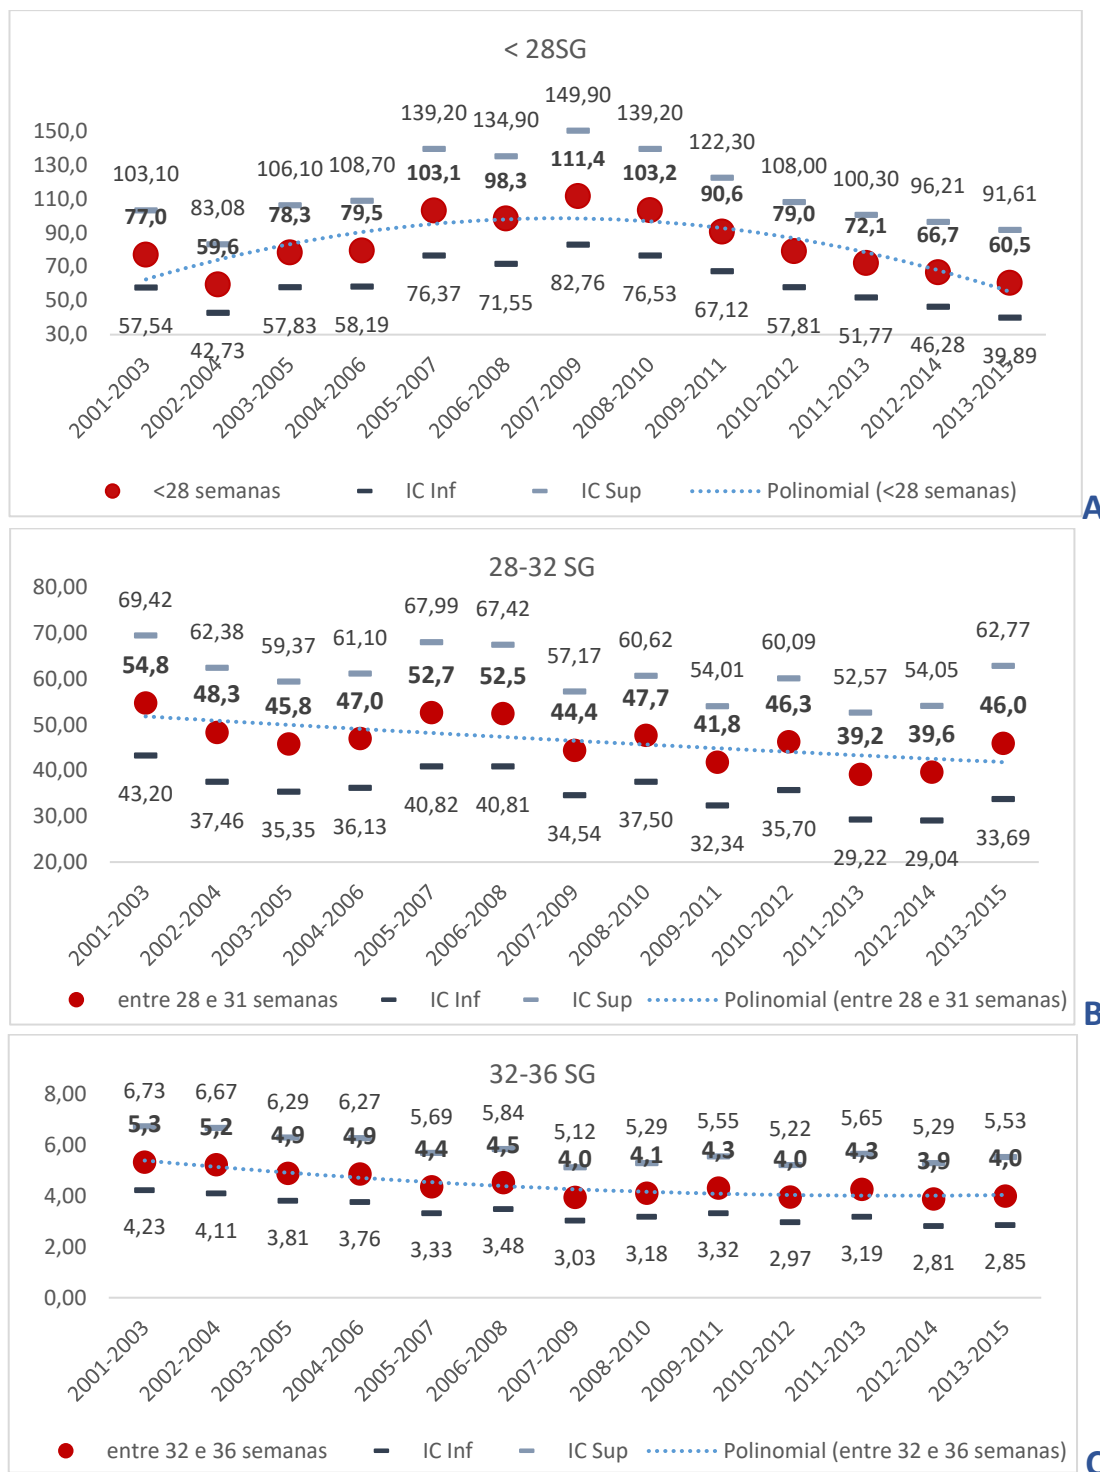 < 28SG
150,0
130,0
110,0
90,0
70,0
50,0
30,0
103,10 83,08 106,10 108,70 139,20 134,90 149,90 139,20 122,30 108,00 100,30 96,21 91,61
77,0 59,6 78,3 79,5 103,1 98,3 111,4 103,2 90,6 79,0 72,1 66,7 60,5
57,54 42,73 57,83 58,19 76,37 71,55 82,76 76,53 67,12 57,81 51,77 46,28 39,89
2001-2003 2002-2004 2003-2005 2004-2006 2005-2007 2006-2008 2007-2009 2008-2010 2009-2011 2010-2012 2011-2013 2012-2014 2013-2015
<28 semanas IC Inf IC Sup Polinomial (<28 semanas)
A
28-32 SG
80,00
70,00
60,00
50,00
40,00
30,00
20,00
69,42 62,38 59,37 61,10 67,99 67,42 57,17 60,62 54,01 60,09 52,57 54,05 62,77
54,8 48,3 45,8 47,0 52,7 52,5 44,4 47,7 41,8 46,3 39,2 39,6 46,0
43,20 37,46 35,35 36,13 40,82 40,81 34,54 37,50 32,34 35,70 29,22 29,04 33,69
2001-2003 2002-2004 2003-2005 2004-2006 2005-2007 2006-2008 2007-2009 2008-2010 2009-2011 2010-2012 2011-2013 2012-2014 2013-2015
entre 28 e 31 semanas IC Inf IC Sup Polinomial (entre 28 e 31 semanas)
B
32-36 SG
8,00
6,00
4,00
2,00
0,00
6,73 6,67 6,29 6,27 5,69 5,84 5,12 5,29 5,55 5,22 5,65 5,29 5,53
5,3 5,2 4,9 4,9 4,4 4,5 4,0 4,1 4,3 4,0 4,3 3,9 4,0
4,23 4,11 3,81 3,76 3,33 3,48 3,03 3,18 3,32 2,97 3,19 2,81 2,85
2001-2003 2002-2004 2003-2005 2004-2006 2005-2007 2006-2008 2007-2009 2008-2010 2009-2011 2010-2012 2011-2013 2012-2014 2013-2015
entre 32 e 36 semanas IC Inf IC Sup Polinomial (entre 32 e 36 semanas)
C